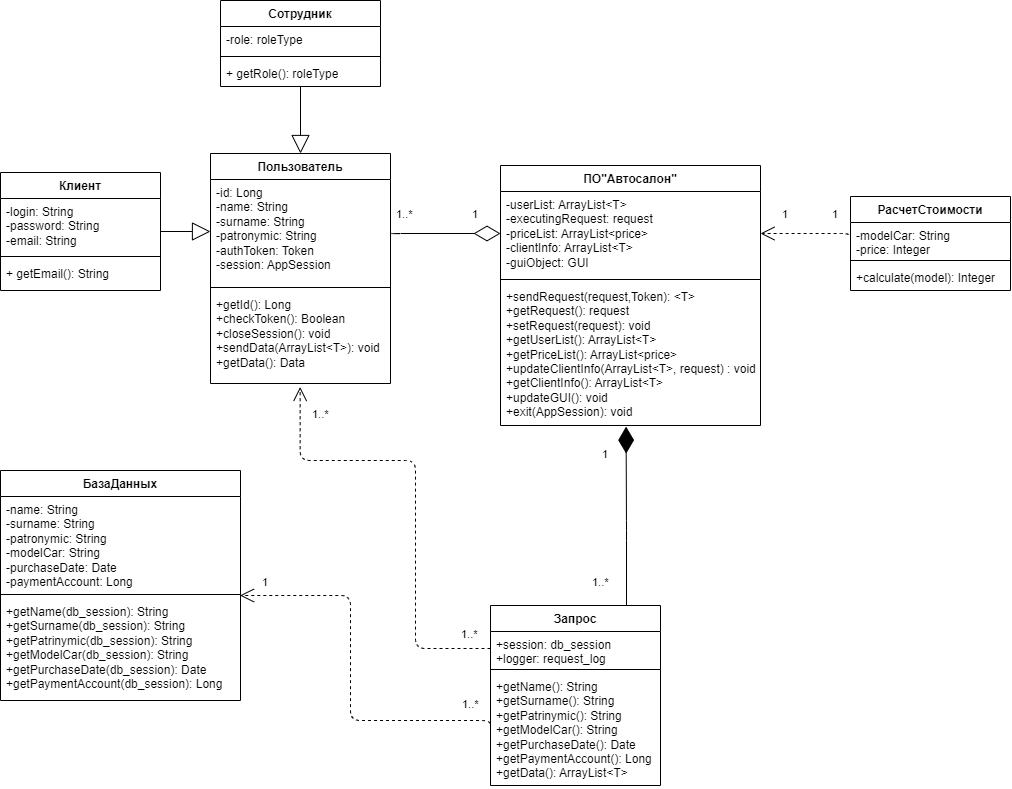 Сотрудник
-role: roleType
+ getRole(): roleType
Клиент
-login: String
-password: String
-email: String
+ getEmail(): String
Пользователь
-id: Long
-name: String
-surname: String
-patronymic: String
-authToken: Token
-session: AppSession
+getId(): Long
+checkToken(): Boolean
+closeSession(): void
+sendData(ArrayList<T>): void
+getData(): Data
1..*
1
ПО"Автосалон"
-userList: ArrayList<T>
-executingRequest: request
-priceList: ArrayList<price>
-clientInfo: ArrayList<T>
-guiObject: GUI
+sendRequest(request,Token): <T>
+getRequest(): request
+setRequest(request): void
+getUserList(): ArrayList<T>
+getPriceList(): ArrayList<price>
+updateClientInfo(ArrayList<T>, request) : void
+getClientInfo(): ArrayList<T>
+updateGUI(): void
+exit(AppSession): void
1
1
РасчетСтоимости
-modelCar: String
-price: Integer
+calculate(model): Integer
1..*
1
БазаДанных
-name: String
-surname: String
-patronymic: String
-modelCar: String
-purchaseDate: Date
-paymentAccount: Long
+getName(db_session): String
+getSurname(db_session): String
+getPatrinymic(db_session): String
+getModelCar(db_session): String
+getPurchaseDate(db_session): Date
+getPaymentAccount(db_session): Long
1
1..*
1..*
1..*
Запрос
+session: db_session
+logger: request_log
+getName(): String
+getSurname(): String
+getPatrinymic(): String
+getModelCar(): String
+getPurchaseDate(): Date
+getPaymentAccount(): Long
+getData(): ArrayList<T>